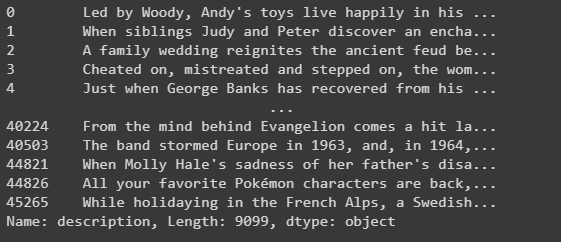 0 Led by Woody, Andy's toys live happily in his ...
1 When siblings Judy and Peter discover an encha...
2 A family wedding reignites the ancient feud be...
3 Cheated on, mistreated and stepped on, the wom...
4 Just when George Banks has recovered from his ...
...
40224 From the mind behind Evangelion comes a hit la...
40503 The band stormed Europe in 1963, and, in 1964,...
44821 When Molly Hale's sadness of her father's disa...
44826 All your favorite Pokémon characters are back,...
45265 While holidaying in the French Alps, a Swedish...
Name: description, Length: 9099, dtype: object